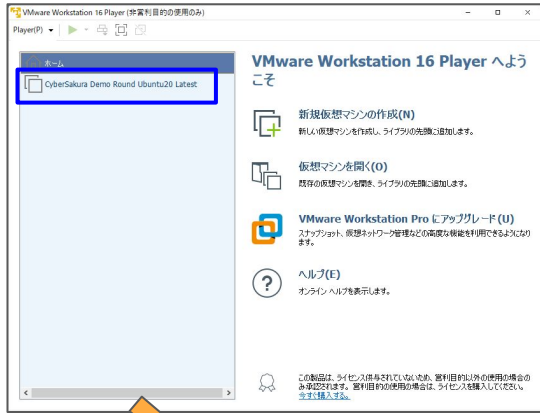 VMware Workstation 16 Player (非営利目的の使用のみ)
Player(P)
ホーム
CyberSakura Demo Round Ubuntu20 Latest
VMware Workstation 16 Player へよう
こそ
新規仮想マシンの作成(N)
新しい仮想マシンを作成し、ライブラリの先頭に追加します。
仮想マシンを開く(O)
既存の仮想マシンを開き、ライブラリの先頭に追加します。
VMware Workstation Pro にアップグレード(U)
スナップショット、仮想ネットワーク管理などの高度な機能を利用できるようになり
ます。
ヘルプ(E)
オンライン ヘルプを表示します。
この製品は、ライセンス供与されていないため、営利目的以外の使用の場合の
み承認されます。営利目的の使用の場合は、ライセンスを購入してください。
今すぐ購入する。